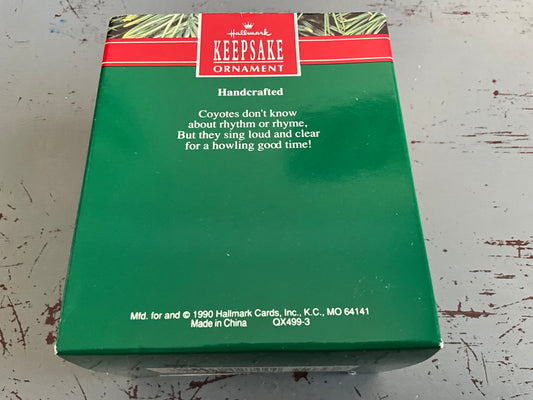 Hallmark
KEEPSAKE
ORNAMENT
Handcrafted
Coyotes don't know
about rhythm or rhyme,
But they sing loud and clear
for a howling good time!
Mfd. for and © 1990 Hallmark Cards, Inc., K.C., MO 64141
Made in China QX499-3